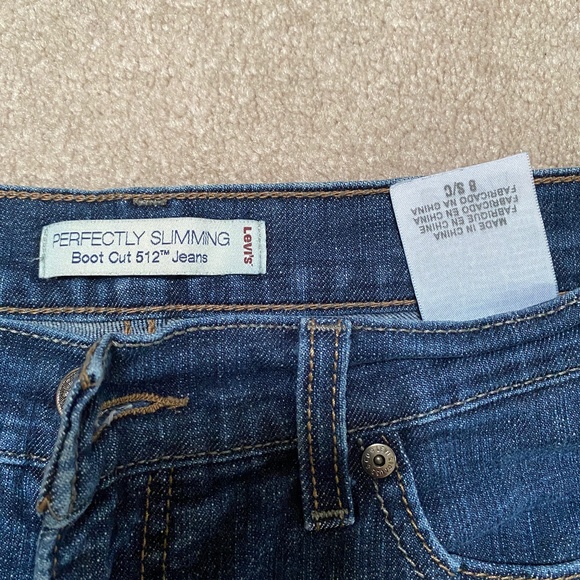 PERFECTLY SLIMMING
Boot Cut 512™ Jeans
Levi's
8 S/C
MADE IN CHINA
FABRIQUE EN CHINE
FABRICADO EN CHINA
FABRICADO NA CHINA